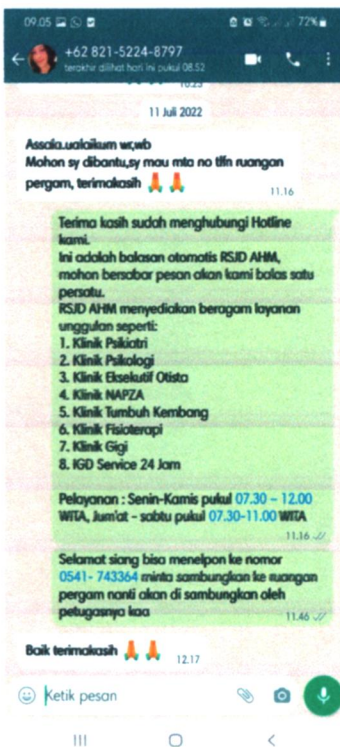 09.05 72%
+62 821-5224-8797
terakhir dilihat hari ini pukul 08.52
10.23
11 Juli 2022
Assala.ualaikum wr,wb
Mohon sy dibantu,sy mau mta no tlfn ruangan
pergam, terimakasih 🙏 🙏
11.16
Terima kasih sudah menghubungi Hotline
kami.
Ini adalah balasan otomatis RSJD AHM,
mohon bersabar pesan akan kami balas satu
persatu.
RSJD AHM menyediakan beragam layanan
unggulan seperti:
1. Klinik Psikiatri
2. Klinik Psikologi
3. Klinik Eksekutif Otista
4. Klinik NAPZA
5. Klinik Tumbuh Kembang
6. Klinik Fisioterapi
7. Klinik Gigi
8. IGD Service 24 Jam
Pelayanan : Senin-Kamis pukul 07.30 – 12.00
WITA, Jum'at - sabtu pukul 07.30-11.00 WITA
11.16
Selamat siang bisa menelpon ke nomor
0541- 743364 minta sambungkan ke ruangan
pergam nanti akan di sambungkan oleh
petugasnya kaa
11.46
Baik terimakasih 🙏 🙏
12.17
Ketik pesan